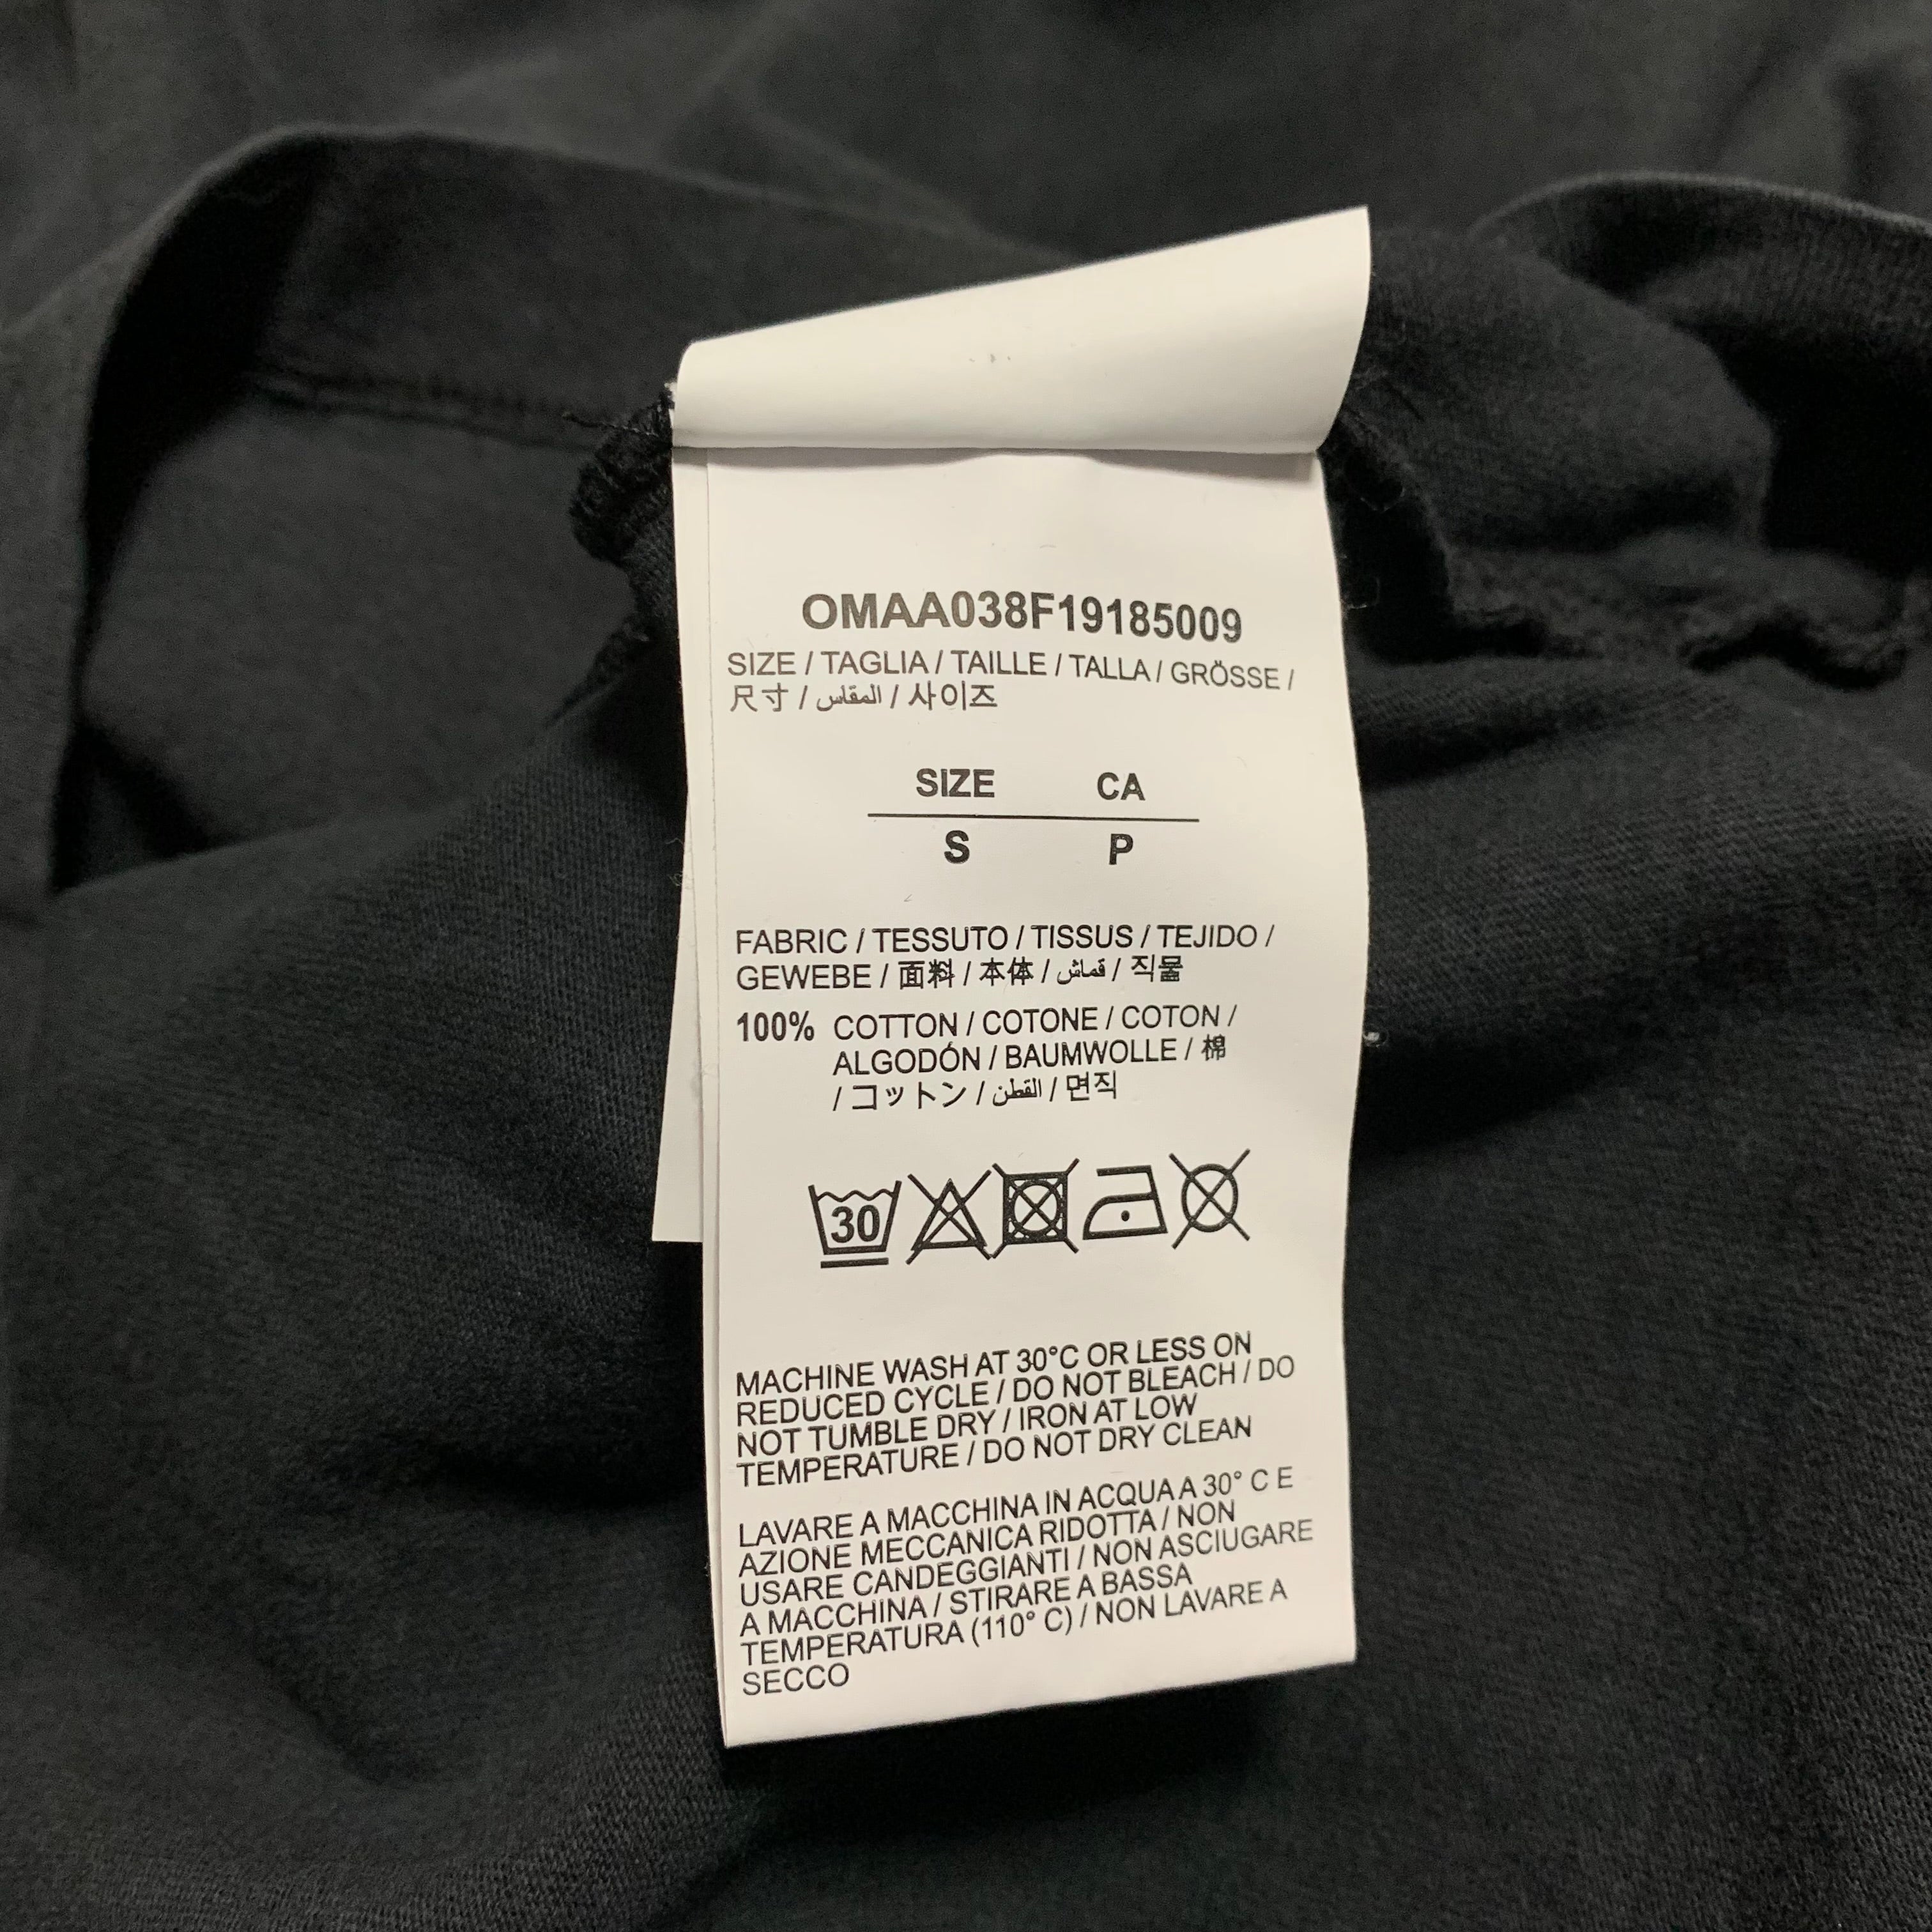 OMAA038F19185009
SIZE / TAGLIA / TAILLE / TALLA / GRÖSSE /
尺寸 / المقاس / 사이즈
SIZE CA
S P
FABRIC / TESSUTO / TISSUS / TEJIDO /
GEWEBE / 面料 / 本体 / قماش / 직물
100% COTTON / COTONE / COTON /
ALGODÓN / BAUMWOLLE / 棉
/ コットン / القطن / 면직
30
MACHINE WASH AT 30°C OR LESS ON
REDUCED CYCLE / DO NOT BLEACH / DO
NOT TUMBLE DRY / IRON AT LOW
TEMPERATURE / DO NOT DRY CLEAN
LAVARE A MACCHINA IN ACQUA A 30° C E
AZIONE MECCANICA RIDOTTA / NON
USARE CANDEGGIANTI / NON ASCIUGARE
A MACCHINA / STIRARE A BASSA
TEMPERATURA (110° C) / NON LAVARE A
SECCO